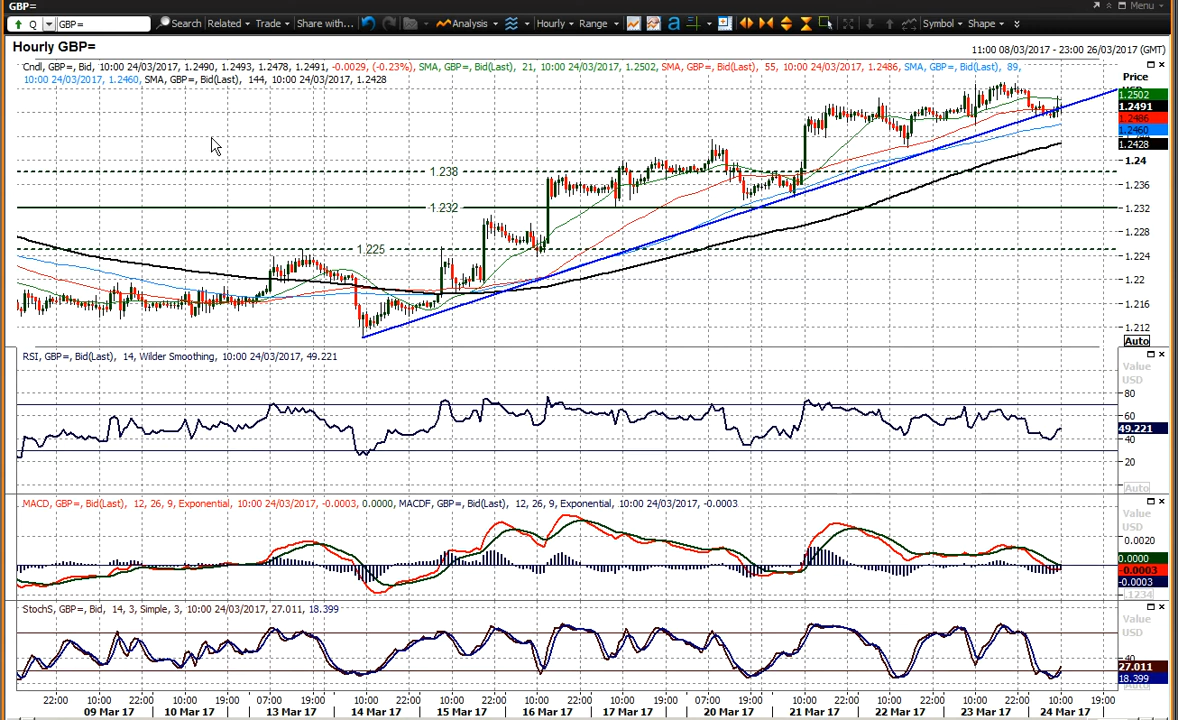 GBP=
Menu
Q GBP= Search Related Trade Share with... Analysis Hourly Range a Symbol Shape
Hourly GBP=
11:00 08/03/2017 - 23:00 26/03/2017 (GMT)
Cndl, GBP=, Bid, 10:00 24/03/2017, 1.2490, 1.2493, 1.2478, 1.2491, -0.0029, (-0.23%), SMA, GBP=, Bid(Last), 21, 10:00 24/03/2017, 1.2502, SMA, GBP=, Bid(Last), 55, 10:00 24/03/2017, 1.2486, SMA, GBP=, Bid(Last), 89,
10:00 24/03/2017, 1.2460, SMA, GBP=, Bid(Last), 144, 10:00 24/03/2017, 1.2428
Price
1.2502
1.2491
1.2486
1.2460
1.2428
1.24
1.238
1.236
1.232
1.232
1.228
1.225
1.224
1.22
1.216
1.212
Auto
RSI, GBP=, Bid(Last), 14, Wilder Smoothing, 10:00 24/03/2017, 49.221
Value
USD
80
60
49.221
40
20
Auto
MACD, GBP=, Bid(Last), 12, 26, 9, Exponential, 10:00 24/03/2017, -0.0003, 0.0000, MACDF, GBP=, Bid(Last), 12, 26, 9, Exponential, 10:00 24/03/2017, -0.0003
Value
USD
0.0020
0.0000
-0.0003
-0.0003
.1234
StochS, GBP=, Bid, 14, 3, Simple, 3, 10:00 24/03/2017, 27.011, 18.399
Value
USD
40
27.011
18.399
Auto
22:00 10:00 22:00 10:00 19:00 07:00 19:00 10:00 22:00 10:00 22:00 10:00 22:00 10:00 19:00 07:00 19:00 10:00 22:00 10:00 22:00 10:00 22:00 10:00 19:00
09 Mar 17 10 Mar 17 13 Mar 17 14 Mar 17 15 Mar 17 16 Mar 17 17 Mar 17 20 Mar 17 21 Mar 17 22 Mar 17 23 Mar 17 24 Mar 17